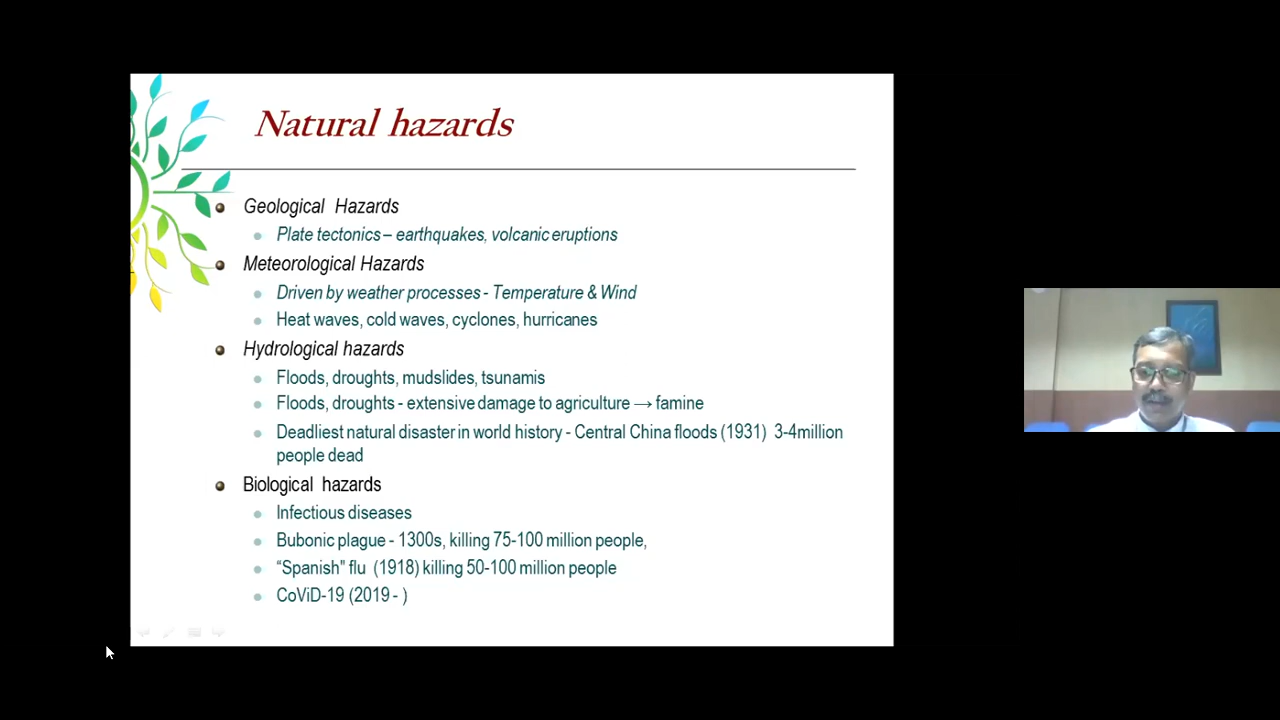 Natural hazards
Geological Hazards
Plate tectonics – earthquakes, volcanic eruptions
Meteorological Hazards
Driven by weather processes - Temperature & Wind
Heat waves, cold waves, cyclones, hurricanes
Hydrological hazards
Floods, droughts, mudslides, tsunamis
Floods, droughts - extensive damage to agriculture → famine
Deadliest natural disaster in world history - Central China floods (1931) 3-4million
people dead
Biological hazards
Infectious diseases
Bubonic plague - 1300s, killing 75-100 million people,
“Spanish" flu (1918) killing 50-100 million people
CoViD-19 (2019 - )